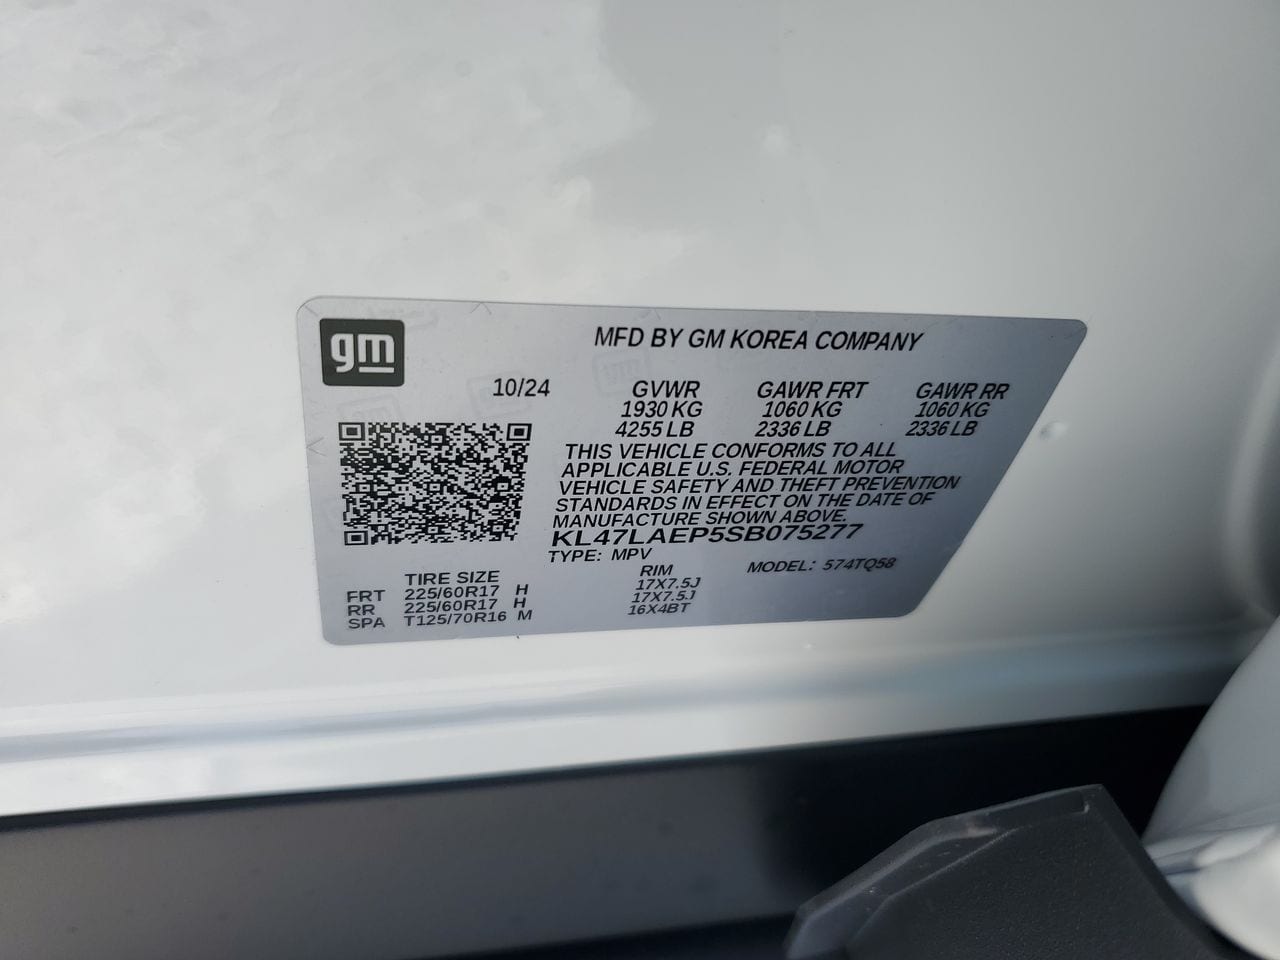 gm
MFD BY GM KOREA COMPANY
10/24 GVWR GAWR FRT GAWR RR
1930 KG 1060 KG 1060 KG
4255 LB 2336 LB 2336 LB
THIS VEHICLE CONFORMS TO ALL
APPLICABLE U.S. FEDERAL MOTOR
VEHICLE SAFETY AND THEFT PREVENTION
STANDARDS IN EFFECT ON THE DATE OF
MANUFACTURE SHOWN ABOVE.
KL47LAEP5SB075277
TYPE: MPV MODEL: 574TQ58
TIRE SIZE RIM
FRT 225/60R17 H 17X7.5J
RR 225/60R17 H 17X7.5J
SPA T125/70R16 M 16X4BT